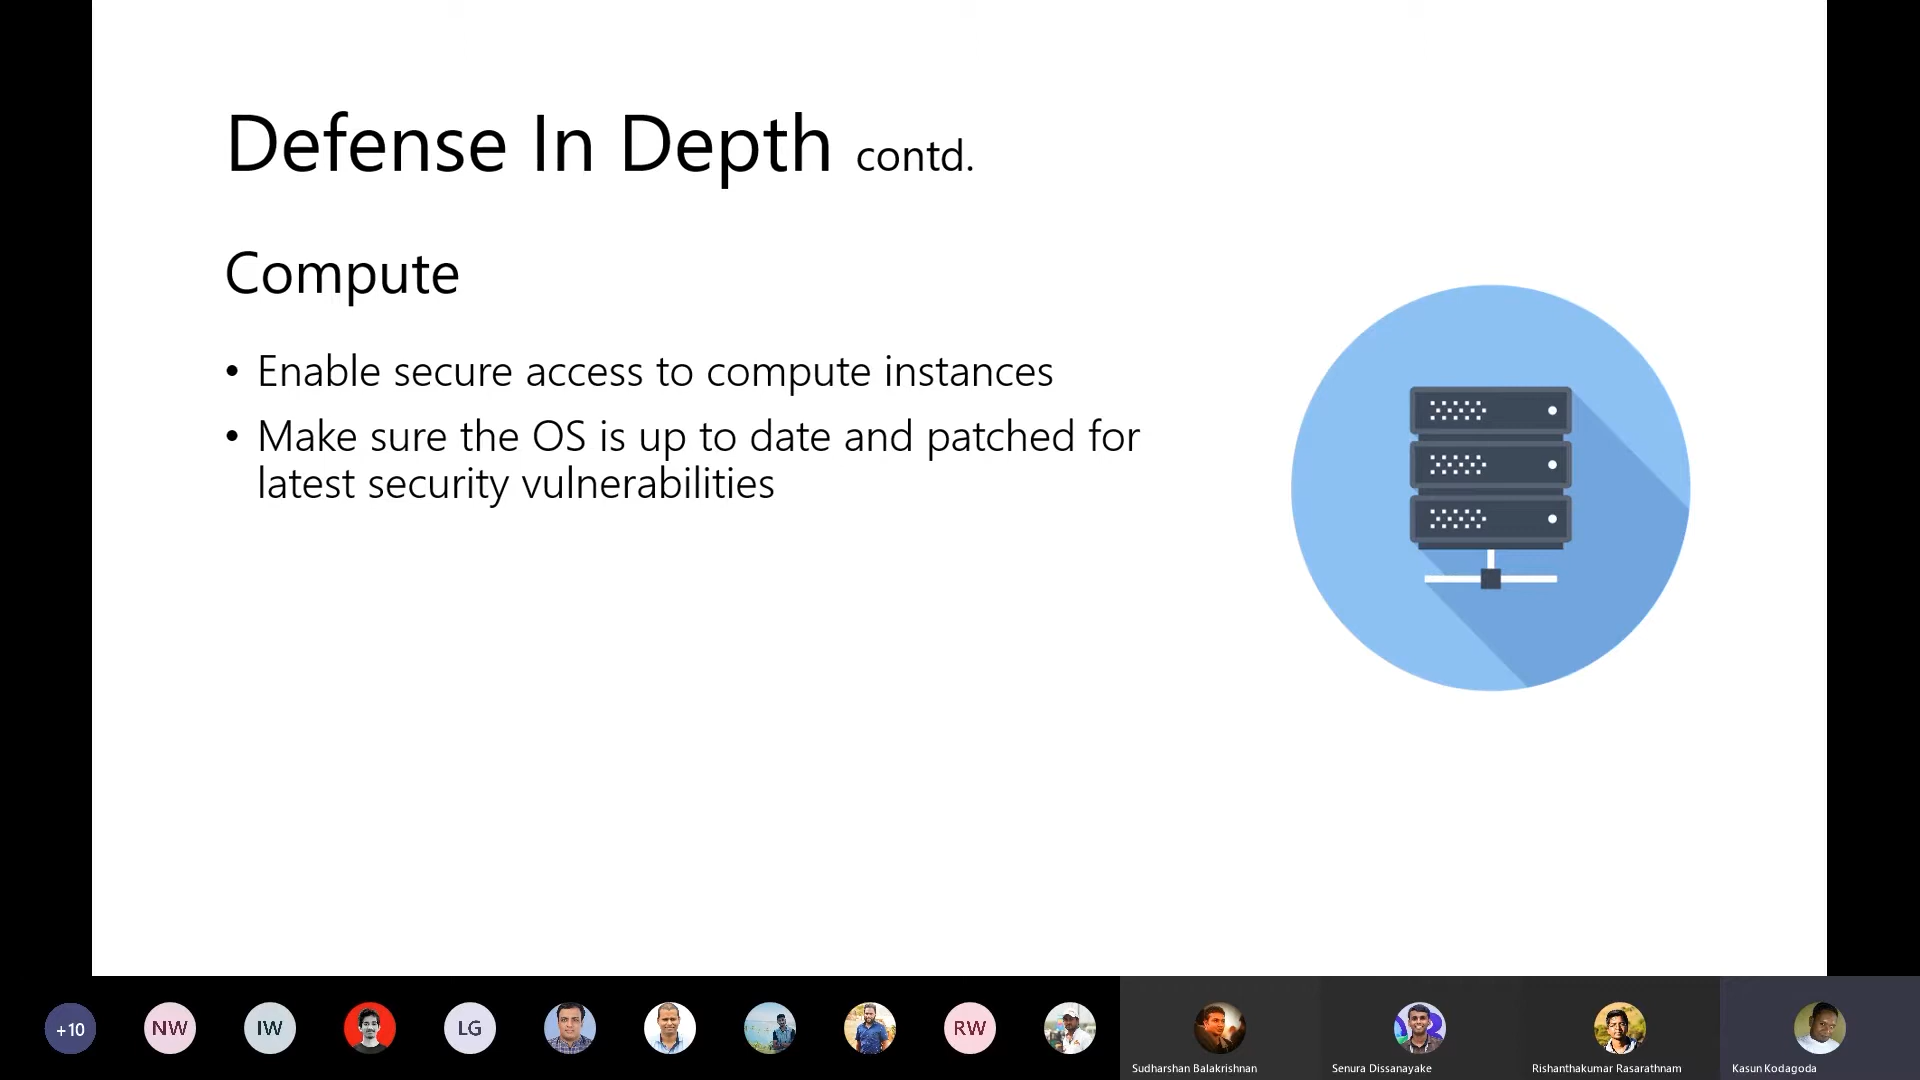 Defense In Depth contd.
Compute
• Enable secure access to compute instances
• Make sure the OS is up to date and patched for
latest security vulnerabilities
+10
NW
IW
LG
RW
Sudharshan Balakrishnan
Senura Dissanayake
Rishanthakumar Rasarathnam
Kasun Kodagoda